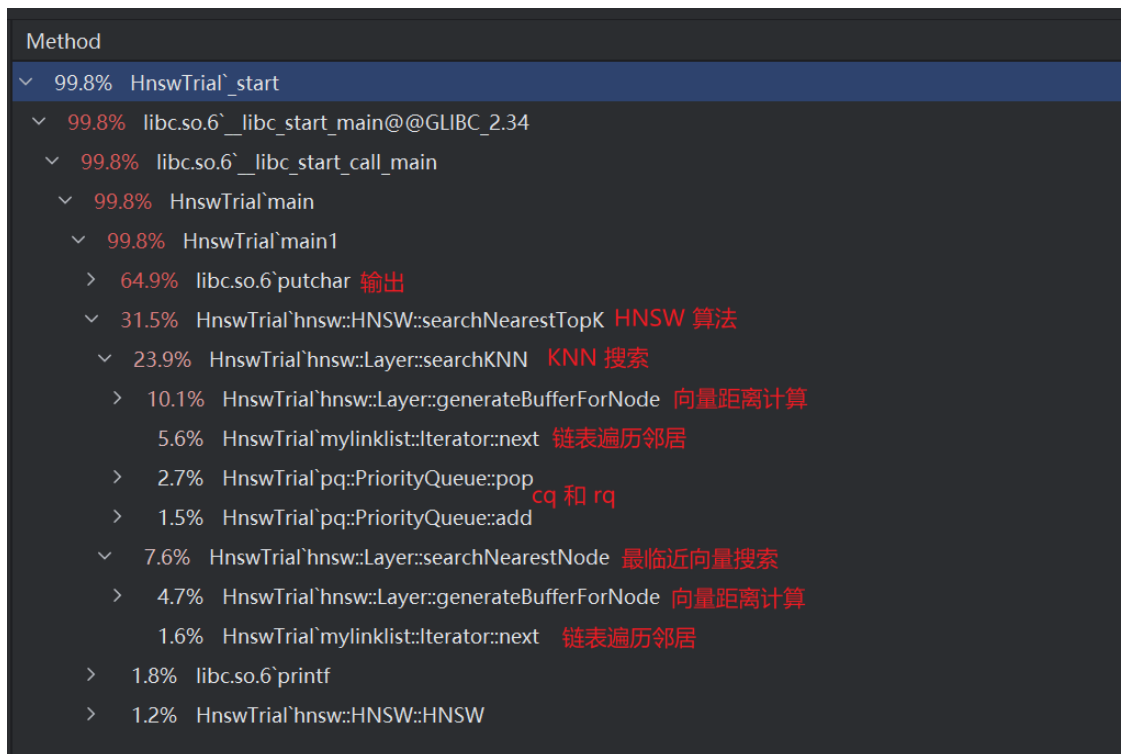 Method
99.8% HnswTrial`_start
99.8% libc.so.6`__libc_start_main@@GLIBC_2.34
99.8% libc.so.6`__libc_start_call_main
99.8% HnswTrial`main
99.8% HnswTrial`main1
64.9% libc.so.6`putchar 输出
31.5% HnswTrial`hnsw::HNSW::searchNearestTopK HNSW 算法
23.9% HnswTrial`hnsw::Layer::searchKNN KNN 搜索
10.1% HnswTrial`hnsw::Layer::generateBufferForNode 向量距离计算
5.6% HnswTrial`mylinklist::Iterator::next 链表遍历邻居
2.7% HnswTrial`pq::PriorityQueue::pop
cq 和 rq
1.5% HnswTrial`pq::PriorityQueue::add
7.6% HnswTrial`hnsw::Layer::searchNearestNode 最临近向量搜索
4.7% HnswTrial`hnsw::Layer::generateBufferForNode 向量距离计算
1.6% HnswTrial`mylinklist::Iterator::next 链表遍历邻居
1.8% libc.so.6`printf
1.2% HnswTrial`hnsw::HNSW::HNSW